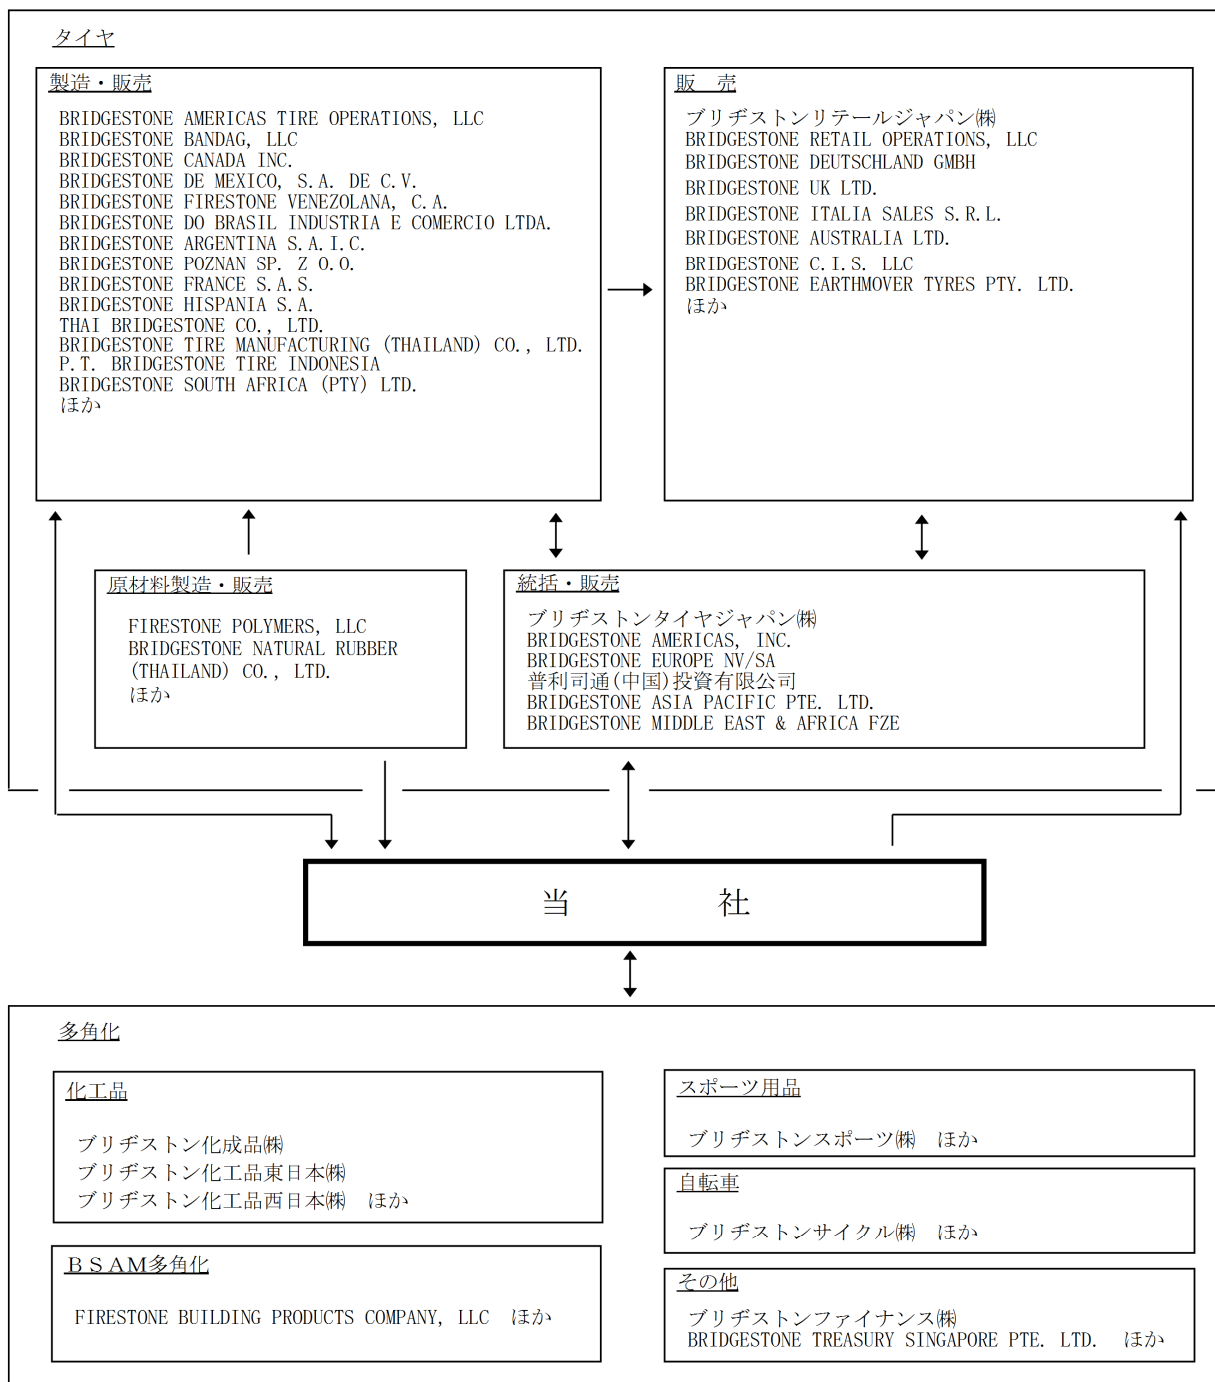 タイヤ
製造・販売
BRIDGESTONE AMERICAS TIRE OPERATIONS, LLC
BRIDGESTONE BANDAG, LLC
BRIDGESTONE CANADA INC.
BRIDGESTONE DE MEXICO, S.A. DE C.V.
BRIDGESTONE FIRESTONE VENEZOLANA, C.A.
BRIDGESTONE DO BRASIL INDUSTRIA E COMERCIO LTDA.
BRIDGESTONE ARGENTINA S.A.I.C.
BRIDGESTONE POZNAN SP. Z O.O.
BRIDGESTONE FRANCE S.A.S.
BRIDGESTONE HISPANIA S.A.
THAI BRIDGESTONE CO., LTD.
BRIDGESTONE TIRE MANUFACTURING (THAILAND) CO., LTD.
P.T. BRIDGESTONE TIRE INDONESIA
BRIDGESTONE SOUTH AFRICA (PTY) LTD.
ほか
販　売
ブリヂストンリテールジャパン㈱
BRIDGESTONE RETAIL OPERATIONS, LLC
BRIDGESTONE DEUTSCHLAND GMBH
BRIDGESTONE UK LTD.
BRIDGESTONE ITALIA SALES S.R.L.
BRIDGESTONE AUSTRALIA LTD.
BRIDGESTONE C.I.S. LLC
BRIDGESTONE EARTHMOVER TYRES PTY. LTD.
ほか
原材料製造・販売
FIRESTONE POLYMERS, LLC
BRIDGESTONE NATURAL RUBBER
(THAILAND) CO., LTD.
ほか
統括・販売
ブリヂストンタイヤジャパン㈱
BRIDGESTONE AMERICAS, INC.
BRIDGESTONE EUROPE NV/SA
普利司通(中国)投資有限公司
BRIDGESTONE ASIA PACIFIC PTE. LTD.
BRIDGESTONE MIDDLE EAST & AFRICA FZE
当　　　社
多角化
化工品
ブリヂストン化成品㈱
ブリヂストン化工品東日本㈱
ブリヂストン化工品西日本㈱　ほか
ＢＳＡＭ多角化
FIRESTONE BUILDING PRODUCTS COMPANY, LLC　ほか
スポーツ用品
ブリヂストンスポーツ㈱　ほか
自転車
ブリヂストンサイクル㈱　ほか
その他
ブリヂストンファイナンス㈱
BRIDGESTONE TREASURY SINGAPORE PTE. LTD.　ほか